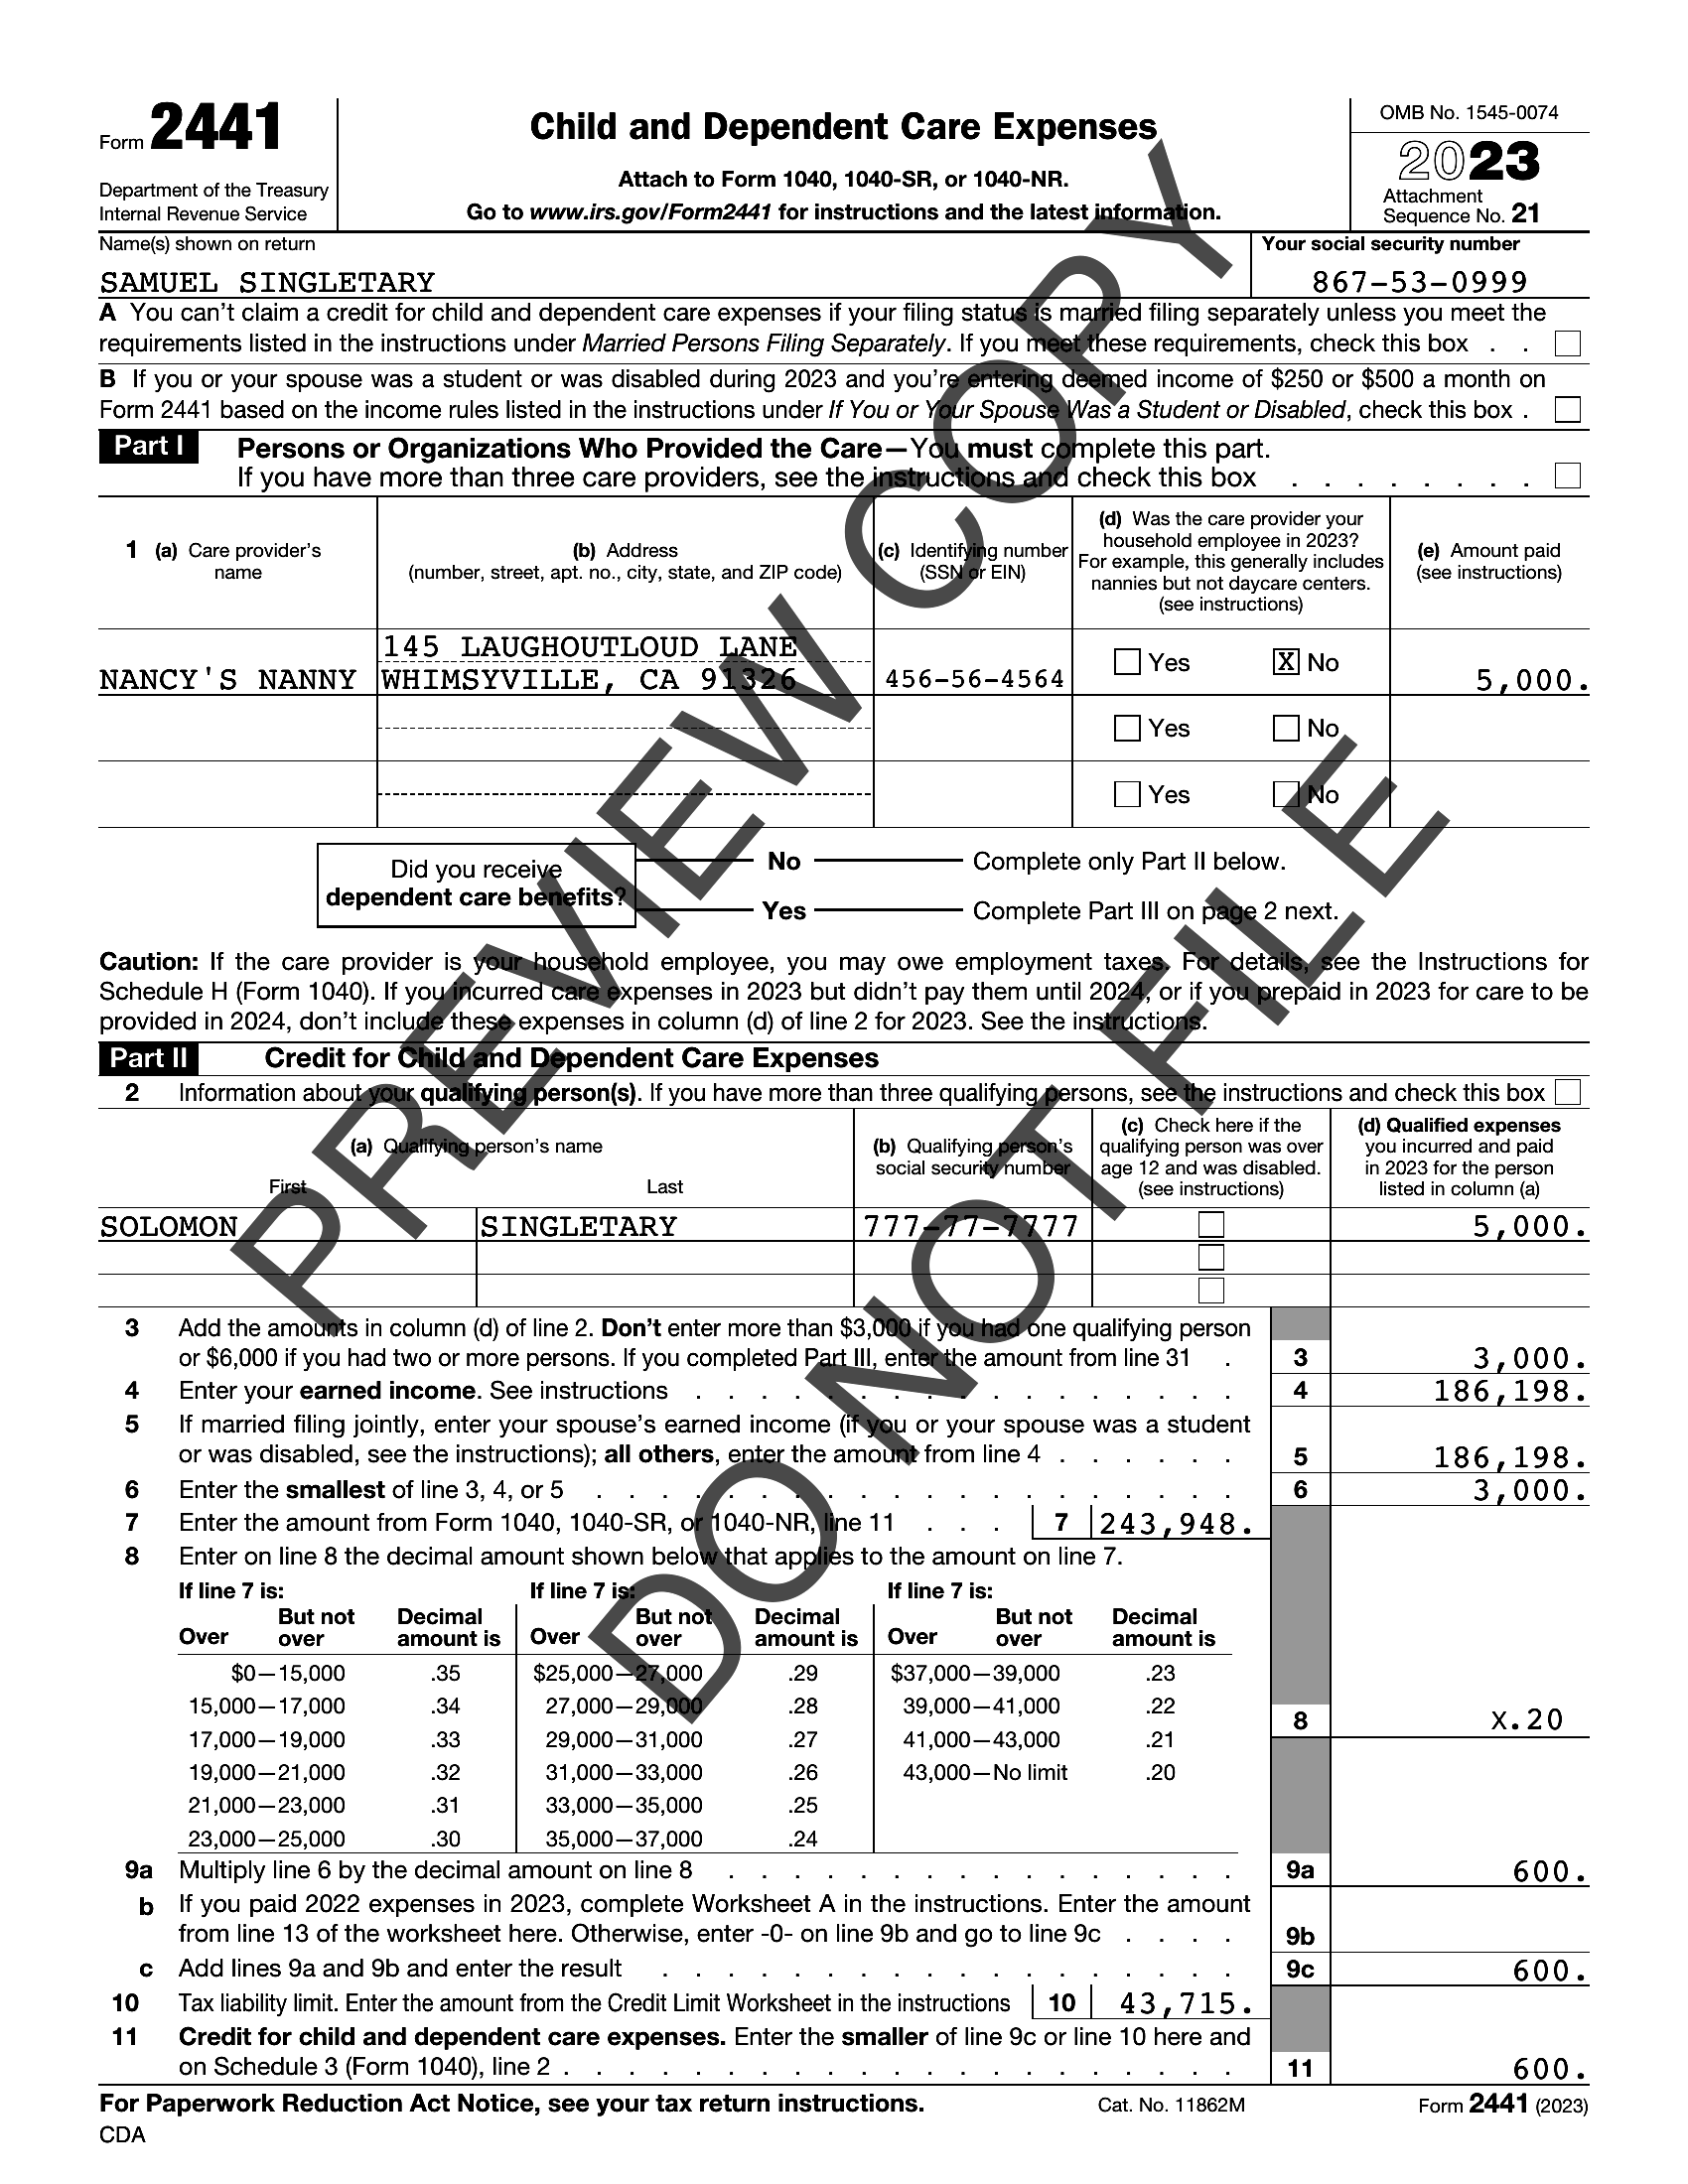 Form 2441
Department of the Treasury
Internal Revenue Service
Child and Dependent Care Expenses
Attach to Form 1040, 1040-SR, or 1040-NR.
Go to www.irs.gov/Form2441 for instructions and the latest information.
OMB No. 1545-0074
2023
Attachment
Sequence No. 21
Name(s) shown on return
Your social security number
SAMUEL SINGLETARY
867-53-0999
A You can’t claim a credit for child and dependent care expenses if your filing status is married filing separately unless you meet the
requirements listed in the instructions under Married Persons Filing Separately. If you meet these requirements, check this box . .
B If you or your spouse was a student or was disabled during 2023 and you’re entering deemed income of $250 or $500 a month on
Form 2441 based on the income rules listed in the instructions under If You or Your Spouse Was a Student or Disabled, check this box .
Part I Persons or Organizations Who Provided the Care—You must complete this part.
If you have more than three care providers, see the instructions and check this box . . . . . . . .
1 (a) Care provider’s
name
(b) Address
(number, street, apt. no., city, state, and ZIP code)
(c) Identifying number
(SSN or EIN)
(d) Was the care provider your
household employee in 2023?
For example, this generally includes
nannies but not daycare centers.
(see instructions)
(e) Amount paid
(see instructions)
145 LAUGHOUTLOUD LANE
NANCY'S NANNY WHIMSYVILLE, CA 91326 456-56-4564 Yes X No 5,000.
Yes No
Yes No
Did you receive
dependent care benefits?
No Complete only Part II below.
Yes Complete Part III on page 2 next.
Caution: If the care provider is your household employee, you may owe employment taxes. For details, see the Instructions for
Schedule H (Form 1040). If you incurred care expenses in 2023 but didn’t pay them until 2024, or if you prepaid in 2023 for care to be
provided in 2024, don’t include these expenses in column (d) of line 2 for 2023. See the instructions.
Part II Credit for Child and Dependent Care Expenses
2 Information about your qualifying person(s). If you have more than three qualifying persons, see the instructions and check this box
(a) Qualifying person’s name
First Last
(b) Qualifying person’s
social security number
(c) Check here if the
qualifying person was over
age 12 and was disabled.
(see instructions)
(d) Qualified expenses
you incurred and paid
in 2023 for the person
listed in column (a)
SOLOMON SINGLETARY 777-77-7777 5,000.
3 Add the amounts in column (d) of line 2. Don’t enter more than $3,000 if you had one qualifying person
or $6,000 if you had two or more persons. If you completed Part III, enter the amount from line 31 . 3 3,000.
4 Enter your earned income. See instructions . . . . . . . . . . . . . . . . . 4 186,198.
5 If married filing jointly, enter your spouse’s earned income (if you or your spouse was a student
or was disabled, see the instructions); all others, enter the amount from line 4 . . . . . . 5 186,198.
6 Enter the smallest of line 3, 4, or 5 . . . . . . . . . . . . . . . . . . . . 6 3,000.
7 Enter the amount from Form 1040, 1040-SR, or 1040-NR, line 11 . . . 7 243,948.
8 Enter on line 8 the decimal amount shown below that applies to the amount on line 7.
If line 7 is: If line 7 is: If line 7 is:
But not Decimal But not Decimal But not Decimal
Over over amount is Over over amount is Over over amount is
$0—15,000 .35 $25,000—27,000 .29 $37,000—39,000 .23
15,000—17,000 .34 27,000—29,000 .28 39,000—41,000 .22
17,000—19,000 .33 29,000—31,000 .27 41,000—43,000 .21
8 X.20
19,000—21,000 .32 31,000—33,000 .26 43,000—No limit .20
21,000—23,000 .31 33,000—35,000 .25
23,000—25,000 .30 35,000—37,000 .24
9a Multiply line 6 by the decimal amount on line 8 . . . . . . . . . . . . . . . . 9a 600.
b If you paid 2022 expenses in 2023, complete Worksheet A in the instructions. Enter the amount
from line 13 of the worksheet here. Otherwise, enter -0- on line 9b and go to line 9c . . . . 9b
c Add lines 9a and 9b and enter the result . . . . . . . . . . . . . . . . . . 9c 600.
10 Tax liability limit. Enter the amount from the Credit Limit Worksheet in the instructions 10 43,715.
11 Credit for child and dependent care expenses. Enter the smaller of line 9c or line 10 here and
on Schedule 3 (Form 1040), line 2 . . . . . . . . . . . . . . . . . . . . . 11 600.
For Paperwork Reduction Act Notice, see your tax return instructions. Cat. No. 11862M Form 2441 (2023)
CDA
PREVIEW COPY
DO NOT FILE